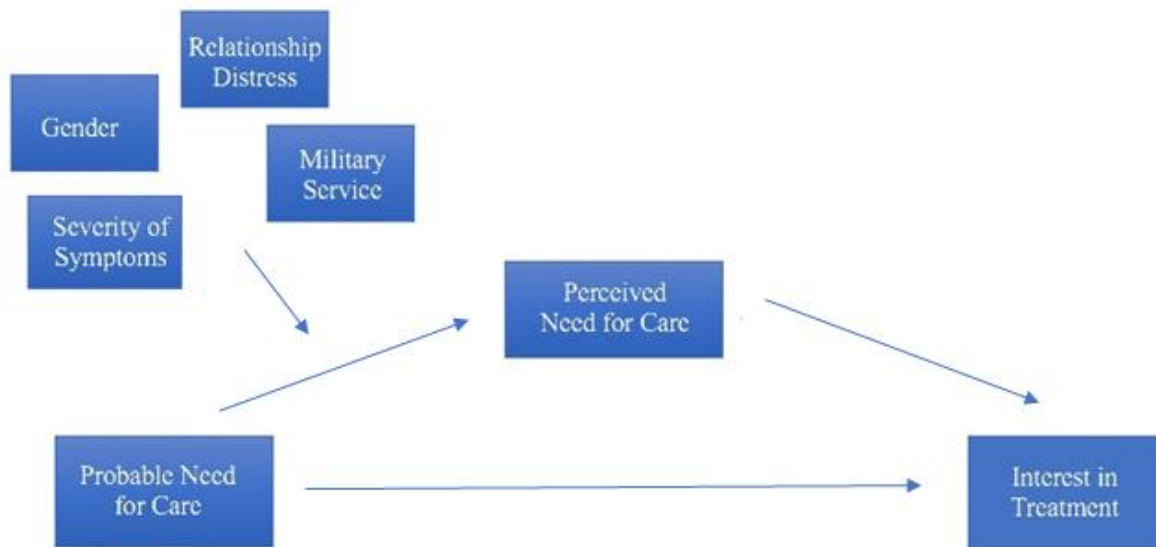 Relationship
Distress
Gender
Military
Service
Severity of
Symptoms
Perceived
Need for Care
Probable Need
for Care
Interest in
Treatment